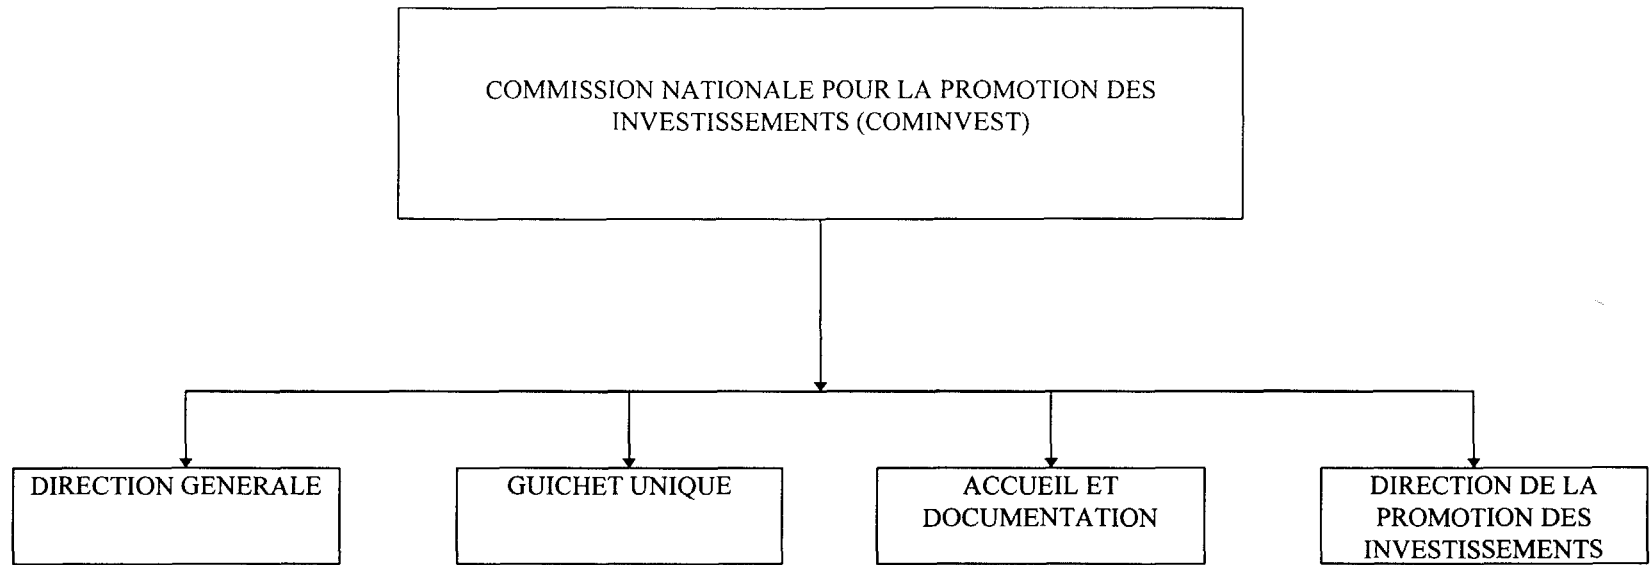 COMMISSION NATIONALE POUR LA PROMOTION DES
INVESTISSEMENTS (COMINVEST)
DIRECTION GENERALE
GUICHET UNIQUE
ACCUEIL ET
DOCUMENTATION
DIRECTION DE LA
PROMOTION DES
INVESTISSEMENTS